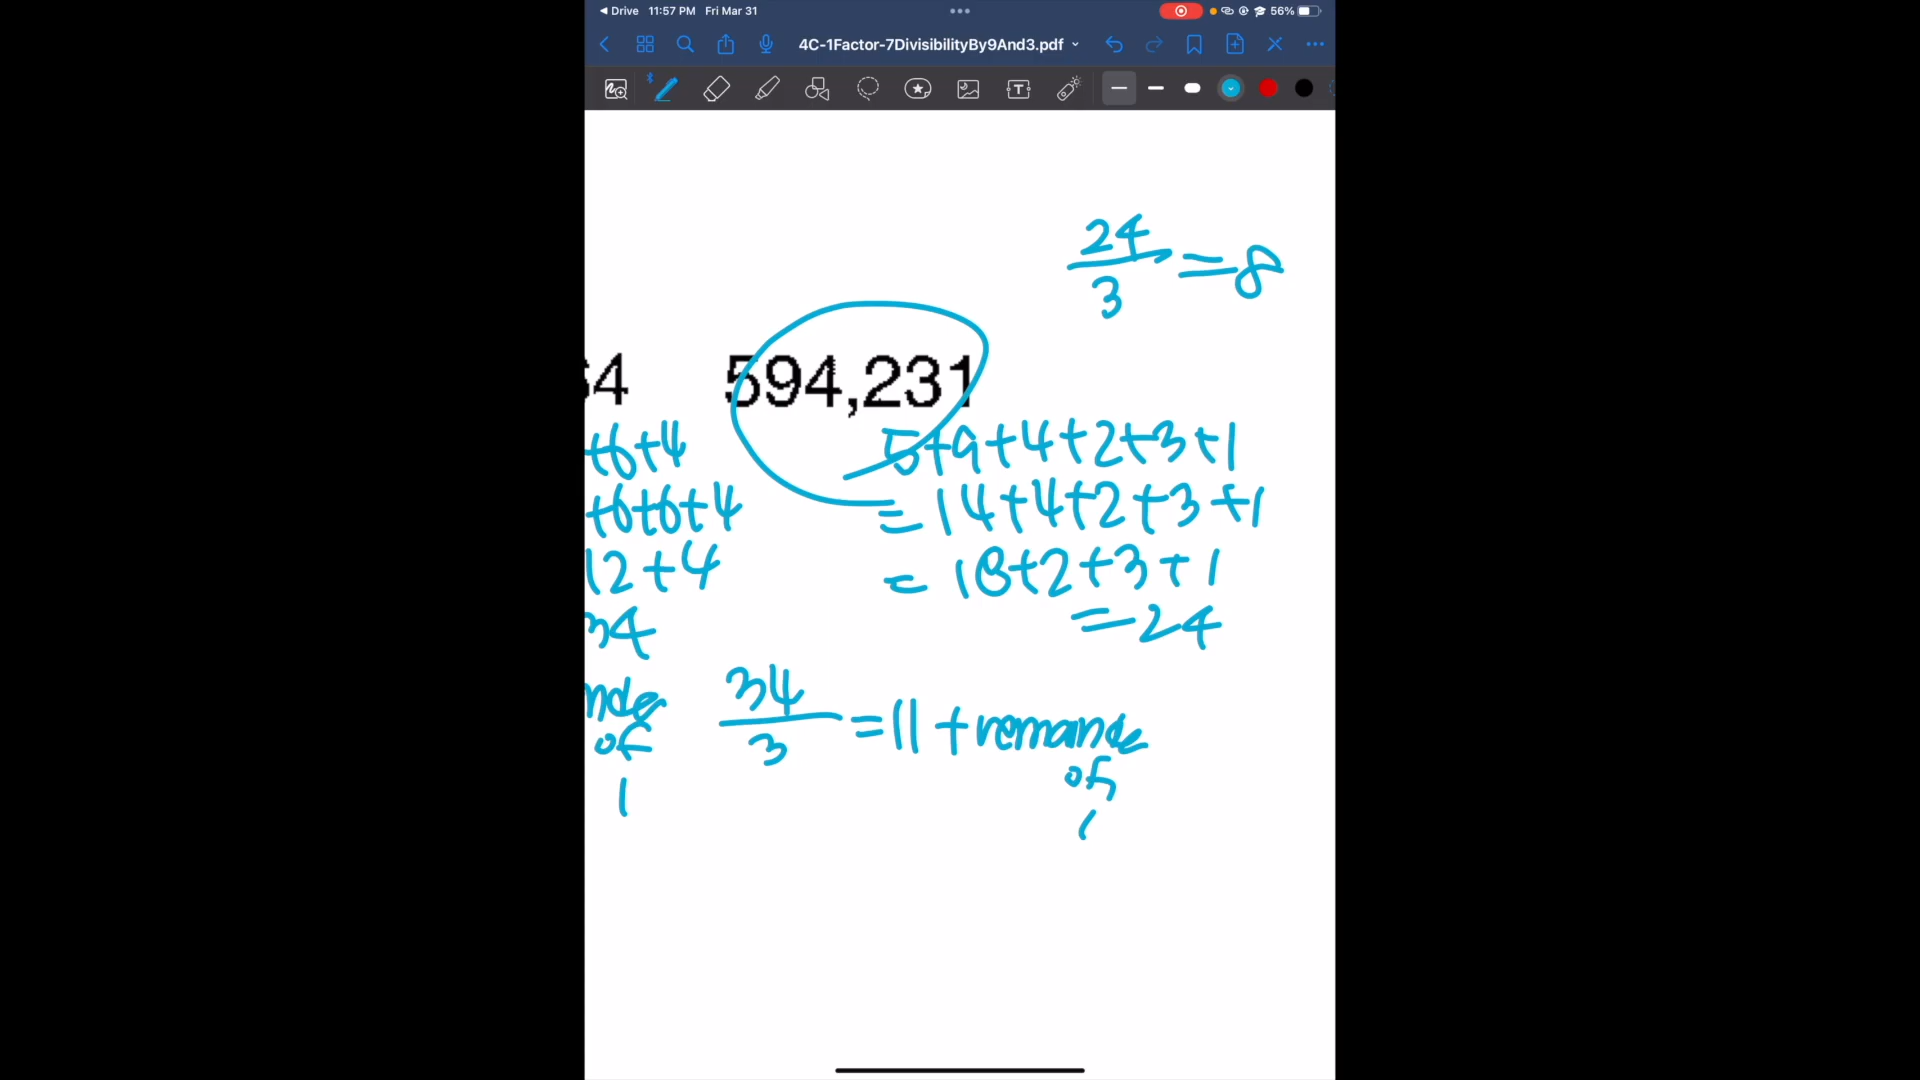 Drive 11:57 PM Fri Mar 31
56%
4C-1Factor-7DivisibilityBy9And3.pdf
T
24
3
=8
64 594,231
+6+4
5+9+4+2+3+1
+6+6+4
=14+4+2+3+1
12+4
=18+2+3+1
34
=24
34
3
=11+remande
of
of
1
1